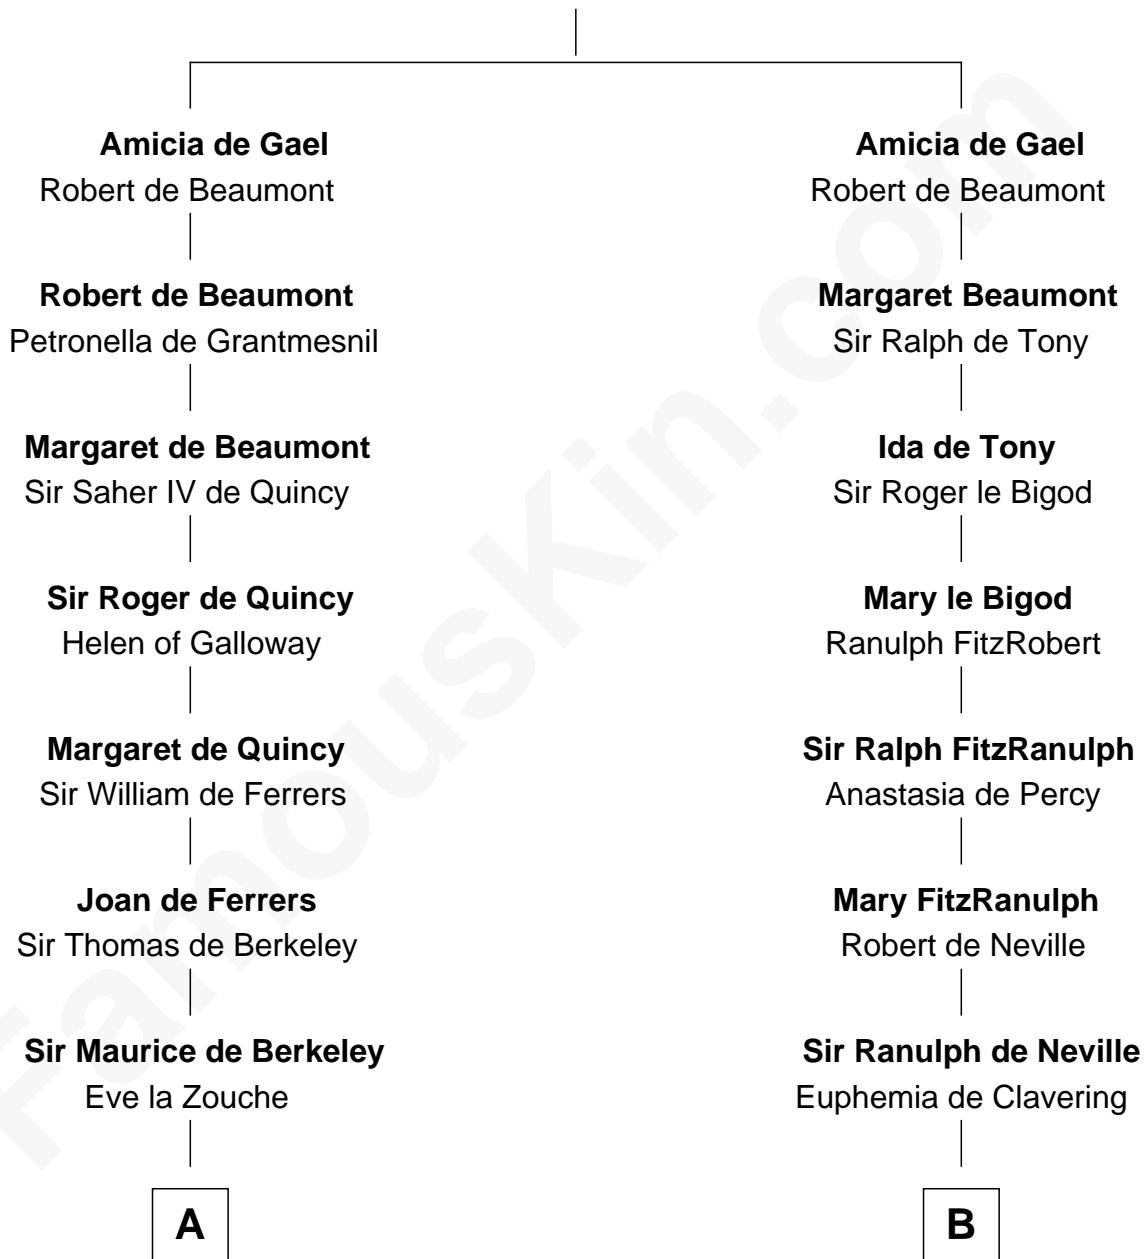 Amicia de Gael
Robert de Beaumont
Robert de Beaumont
Petronella de Grantmesnil
Margaret de Beaumont
Sir Saher IV de Quincy
Sir Roger de Quincy
Helen of Galloway
Margaret de Quincy
Sir William de Ferrers
Joan de Ferrers
Sir Thomas de Berkeley
Sir Maurice de Berkeley
Eve la Zouche
A
Amicia de Gael
Robert de Beaumont
Margaret Beaumont
Sir Ralph de Tony
Ida de Tony
Sir Roger le Bigod
Mary le Bigod
Ranulph FitzRobert
Sir Ralph FitzRanulph
Anastasia de Percy
Mary FitzRanulph
Robert de Neville
Sir Ranulph de Neville
Euphemia de Clavering
B
FamousKin.com